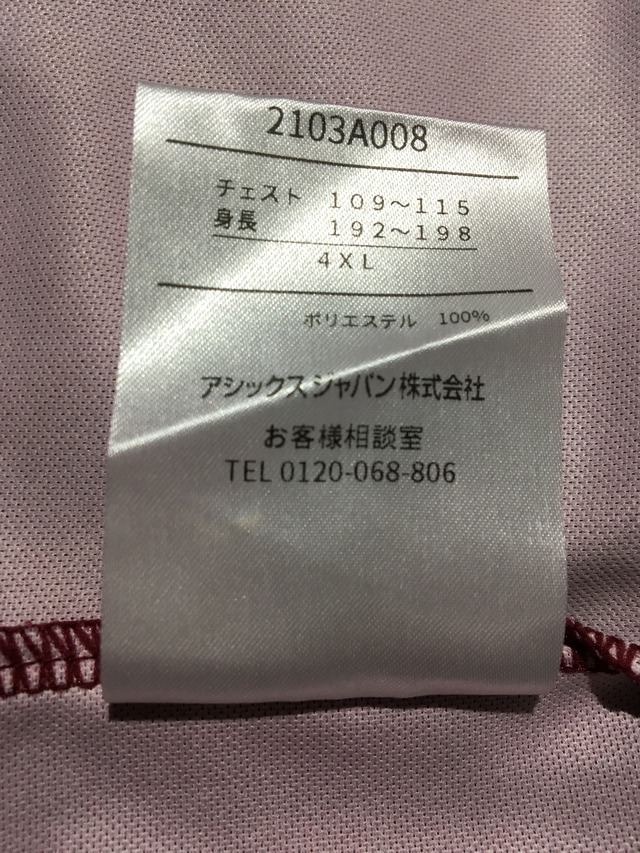 2103A008
チェスト 109～115
身長 192～198
4XL
ポリエステル 100%
アシックスジャパン株式会社
お客様相談室
TEL 0120-068-806